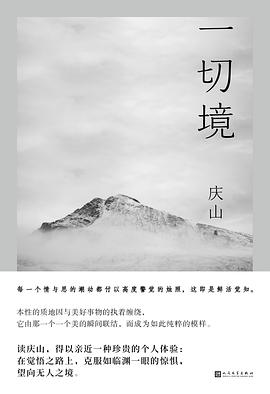 一切境
庆山
每一个情与思的潮动都付以高度警觉的烛照，这即是鲜活觉知。
本性的质地因与美好事物的执着缠绕，
它由那一个一个美的瞬间联结，而成为如此纯粹的模样。
读庆山，得以亲近一种珍贵的个人体验：
在觉悟之路上，克服如临渊一眼的惊惧，
望向无人之境。
人民文学出版社